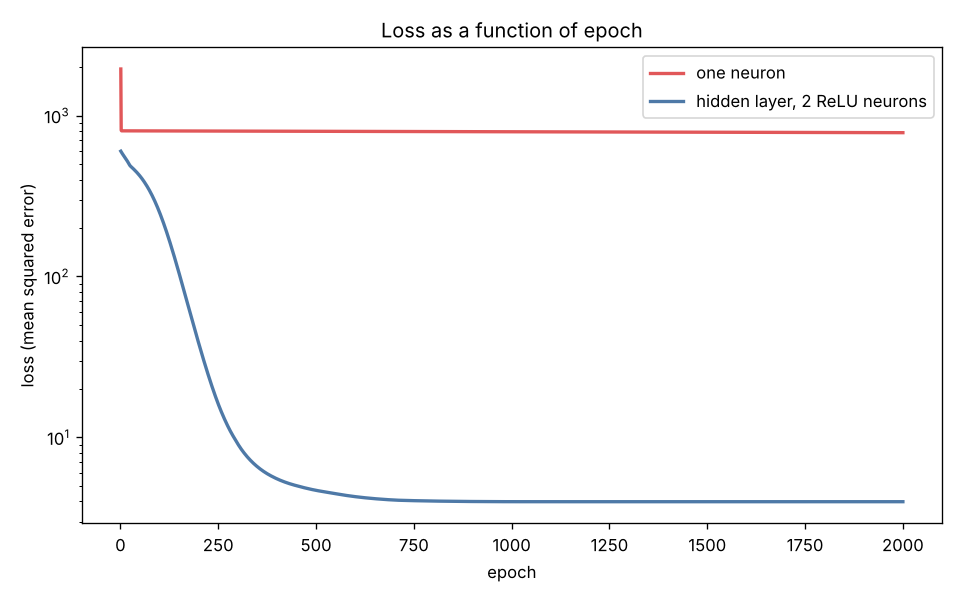 Loss as a function of epoch
one neuron
hidden layer, 2 ReLU neurons
10³
10²
10¹
loss (mean squared error)
0 250 500 750 1000 1250 1500 1750 2000
epoch